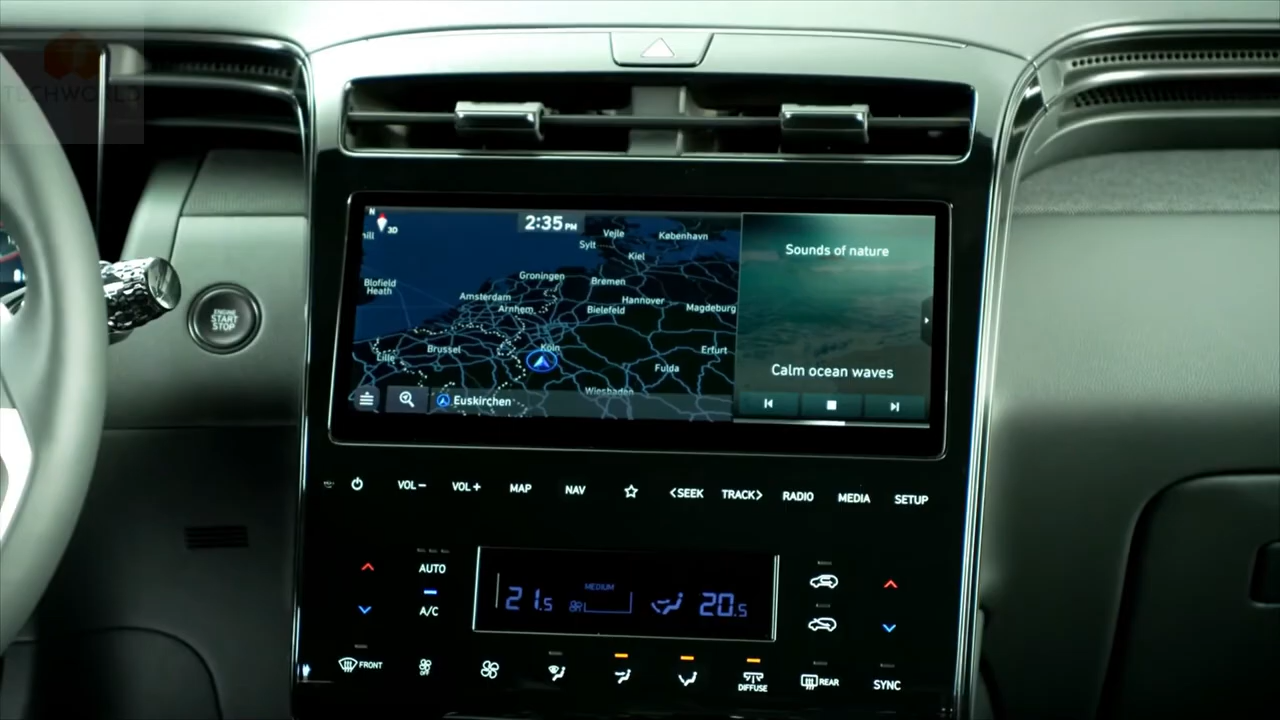 TECHWORLD
N
3D
2:35 PM
Vejle
København
Sylt
Kiel
Groningen
Bremen
Blofield
Heath
Amsterdam
Hannover
Arnhem
Bielefeld
Magdeburg
Brussel
Köln
Erfurt
Lille
Fulda
Wiesbaden
Euskirchen
Sounds of nature
Calm ocean waves
ENGINE
START
STOP
VOL−
VOL+
MAP
NAV
<SEEK
TRACK>
RADIO
MEDIA
SETUP
AUTO
A/C
MEDIUM
21.5
20.5
FRONT
OFF
DIFFUSE
REAR
SYNC